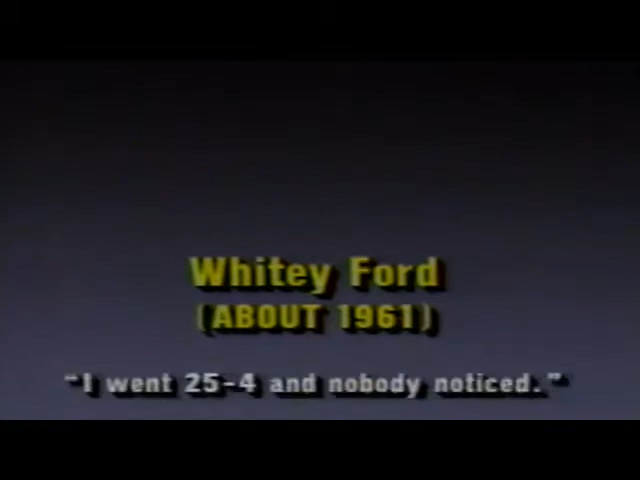 Whitey Ford
(ABOUT 1961)
“I went 25-4 and nobody noticed.”